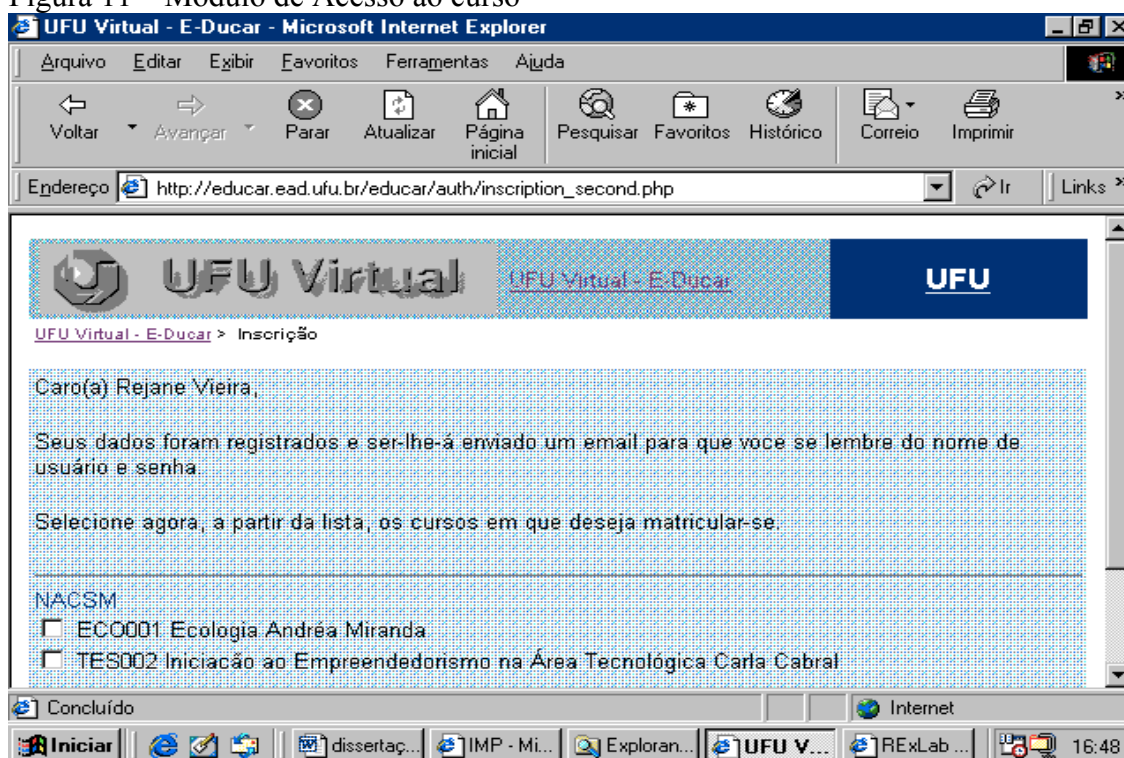 Figura 11 – Módulo de Acesso ao curso
UFU Virtual - E-Ducar - Microsoft Internet Explorer
Arquivo Editar Exibir Favoritos Ferramentas Ajuda
Voltar Avançar Parar Atualizar Página inicial Pesquisar Favoritos Histórico Correio Imprimir
Endereço http://educar.ead.ufu.br/educar/auth/inscription_second.php Ir Links
UFU Virtual UFU Virtual - E-Ducar UFU
UFU Virtual - E-Ducar > Inscrição
Caro(a) Rejane Vieira,
Seus dados foram registrados e ser-lhe-á enviado um email para que voce se lembre do nome de
usuário e senha.
Selecione agora, a partir da lista, os cursos em que deseja matricular-se.
NACSM
ECO001 Ecologia Andréa Miranda
TES002 Iniciacão ao Empreendedorismo na Área Tecnológica Carla Cabral
Concluído Internet
Iniciar dissertaç... IMP - Mi... Exploran... UFU V... RExLab ... 16:48